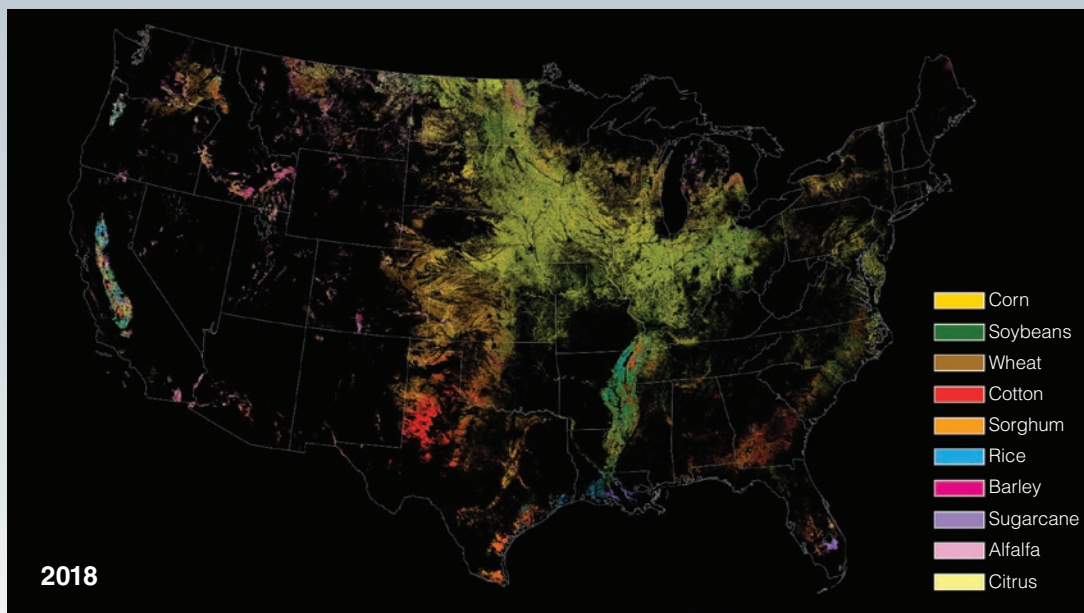 Corn
Soybeans
Wheat
Cotton
Sorghum
Rice
Barley
Sugarcane
Alfalfa
Citrus
2018